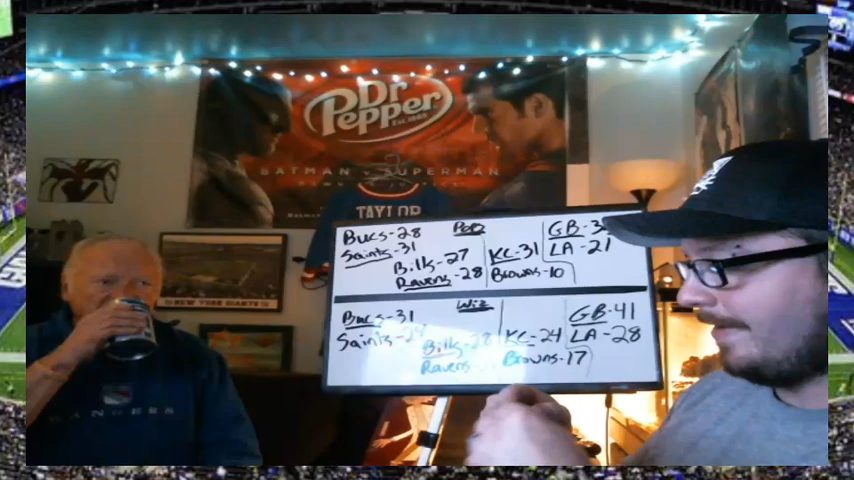 Dr Pepper
BATMAN v SUPERMAN
TAYLOR
NEW YORK GIANTS
RANGERS
Bucs-28
Saints-31
Popz
Bills-27
Ravens-28
KC-31
Browns-10
GB-3
LA-21
Wiz
Bucs-31
Saints-2
Bills-28
Ravens-
KC-24
Browns-17
GB-41
LA-28